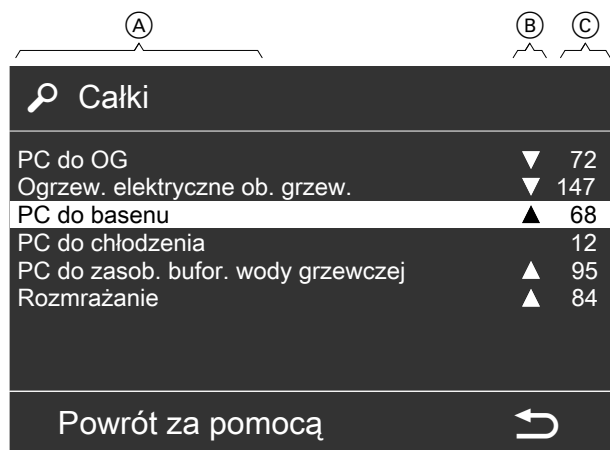 A B C
Całki
PC do OG ▼ 72
Ogrzew. elektryczne ob. grzew. ▼ 147
PC do basenu ▲ 68
PC do chłodzenia 12
PC do zasob. bufor. wody grzewczej ▲ 95
Rozmrażanie ▲ 84
Powrót za pomocą